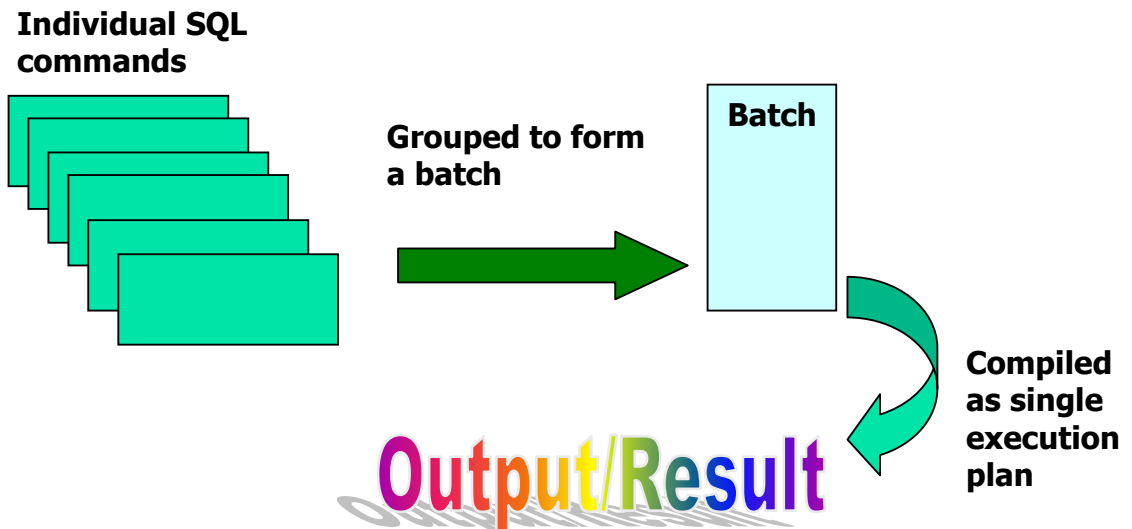 Individual SQL
commands
Grouped to form
a batch
Batch
Compiled
as single
execution
plan
Output/Result